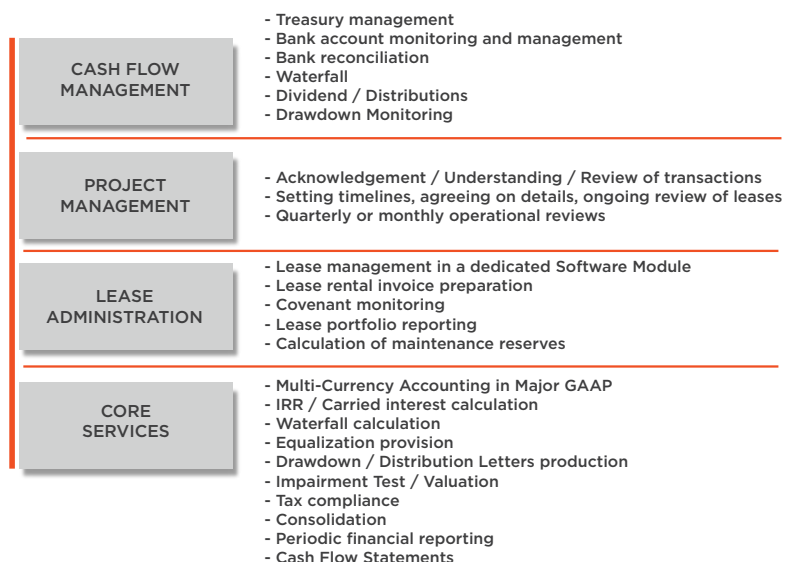 CASH FLOW
MANAGEMENT
- Treasury management
- Bank account monitoring and management
- Bank reconciliation
- Waterfall
- Dividend / Distributions
- Drawdown Monitoring
PROJECT
MANAGEMENT
- Acknowledgement / Understanding / Review of transactions
- Setting timelines, agreeing on details, ongoing review of leases
- Quarterly or monthly operational reviews
LEASE
ADMINISTRATION
- Lease management in a dedicated Software Module
- Lease rental invoice preparation
- Covenant monitoring
- Lease portfolio reporting
- Calculation of maintenance reserves
CORE
SERVICES
- Multi-Currency Accounting in Major GAAP
- IRR / Carried interest calculation
- Waterfall calculation
- Equalization provision
- Drawdown / Distribution Letters production
- Impairment Test / Valuation
- Tax compliance
- Consolidation
- Periodic financial reporting
- Cash Flow Statements